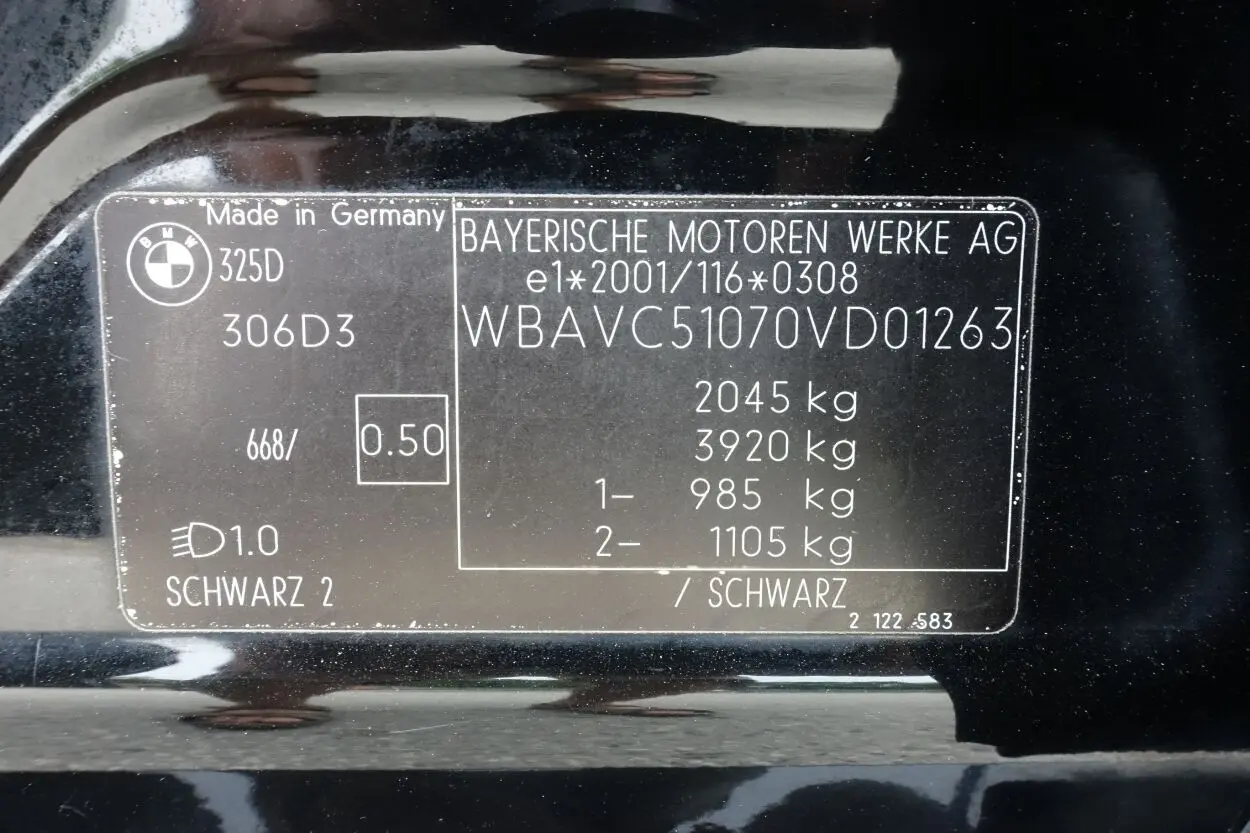 Made in Germany
BMW
325D
306D3
668/
0.50
1.0
SCHWARZ 2
BAYERISCHE MOTOREN WERKE AG
e1*2001/116*0308
WBAVC51070VD01263
2045 kg
3920 kg
1- 985 kg
2- 1105 kg
/ SCHWARZ
2 122 583